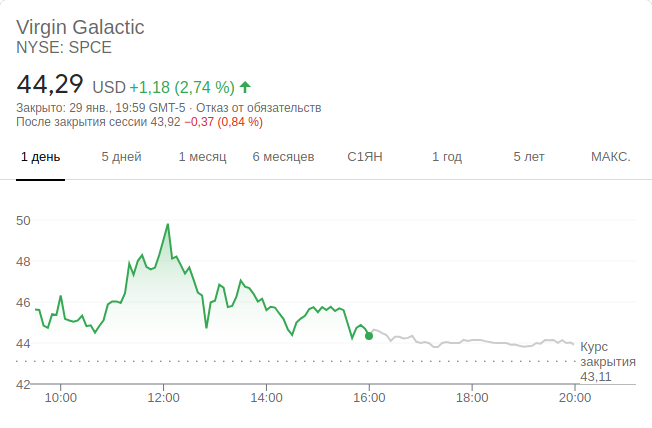 Virgin Galactic
NYSE: SPCE
44,29 USD +1,18 (2,74 %)
Закрыто: 29 янв., 19:59 GMT-5 · Отказ от обязательств
После закрытия сессии 43,92 −0,37 (0,84 %)
1 день 5 дней 1 месяц 6 месяцев С1ЯН 1 год 5 лет МАКС.
50
48
46
44
Курс
закрытия
43,11
42
10:00 12:00 14:00 16:00 18:00 20:00